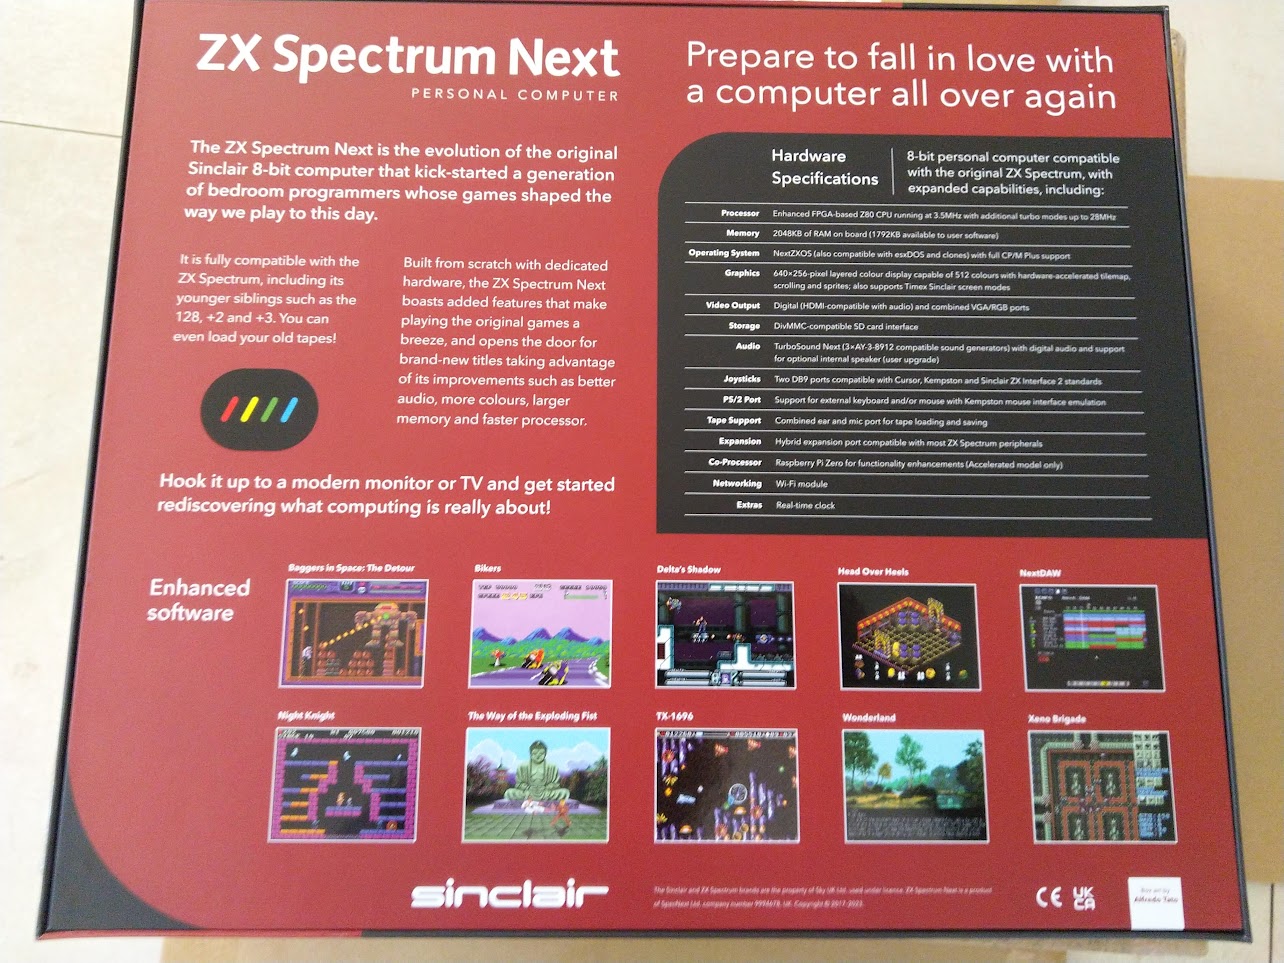 ZX Spectrum Next
PERSONAL COMPUTER
Prepare to fall in love with
a computer all over again
The ZX Spectrum Next is the evolution of the original
Sinclair 8-bit computer that kick-started a generation
of bedroom programmers whose games shaped the
way we play to this day.
It is fully compatible with the
ZX Spectrum, including its
younger siblings such as the
128, +2 and +3. You can
even load your old tapes!
Built from scratch with dedicated
hardware, the ZX Spectrum Next
boasts added features that make
playing the original games a
breeze, and opens the door for
brand-new titles taking advantage
of its improvements such as better
audio, more colours, larger
memory and faster processor.
Hook it up to a modern monitor or TV and get started
rediscovering what computing is really about!
Hardware
Specifications
8-bit personal computer compatible
with the original ZX Spectrum, with
expanded capabilities, including:
Processor Enhanced FPGA-based Z80 CPU running at 3.5MHz with additional turbo modes up to 28MHz
Memory 2048KB of RAM on board (1792KB available to user software)
Operating System NextZXOS (also compatible with esxDOS and clones) with full CP/M Plus support
Graphics 640×256-pixel layered colour display capable of 512 colours with hardware-accelerated tilemap,
scrolling and sprites; also supports Timex Sinclair screen modes
Video Output Digital (HDMI-compatible with audio) and combined VGA/RGB ports
Storage DivMMC-compatible SD card interface
Audio TurboSound Next (3×AY-3-8912 compatible sound generators) with digital audio and support
for optional internal speaker (user upgrade)
Joysticks Two DB9 ports compatible with Cursor, Kempston and Sinclair ZX Interface 2 standards
PS/2 Port Support for external keyboard and/or mouse with Kempston mouse interface emulation
Tape Support Combined ear and mic port for tape loading and saving
Expansion Hybrid expansion port compatible with most ZX Spectrum peripherals
Co-Processor Raspberry Pi Zero for functionality enhancements (Accelerated model only)
Networking Wi-Fi module
Extras Real-time clock
Enhanced
software
Baggers in Space: The Detour
Bikers
Delta's Shadow
Head Over Heels
NextDAW
Night Knight
The Way of the Exploding Fist
TX-1696
Wonderland
Xeno Brigade
sinclair
The Sinclair and ZX Spectrum brands are the property of Sky UK Ltd. used under license. ZX Spectrum Next is a product
of SpecNext Ltd. company number 9994678, UK. Copyright © 2017-2023.
CE
UK
CA
Box art by
Alfredo Tato